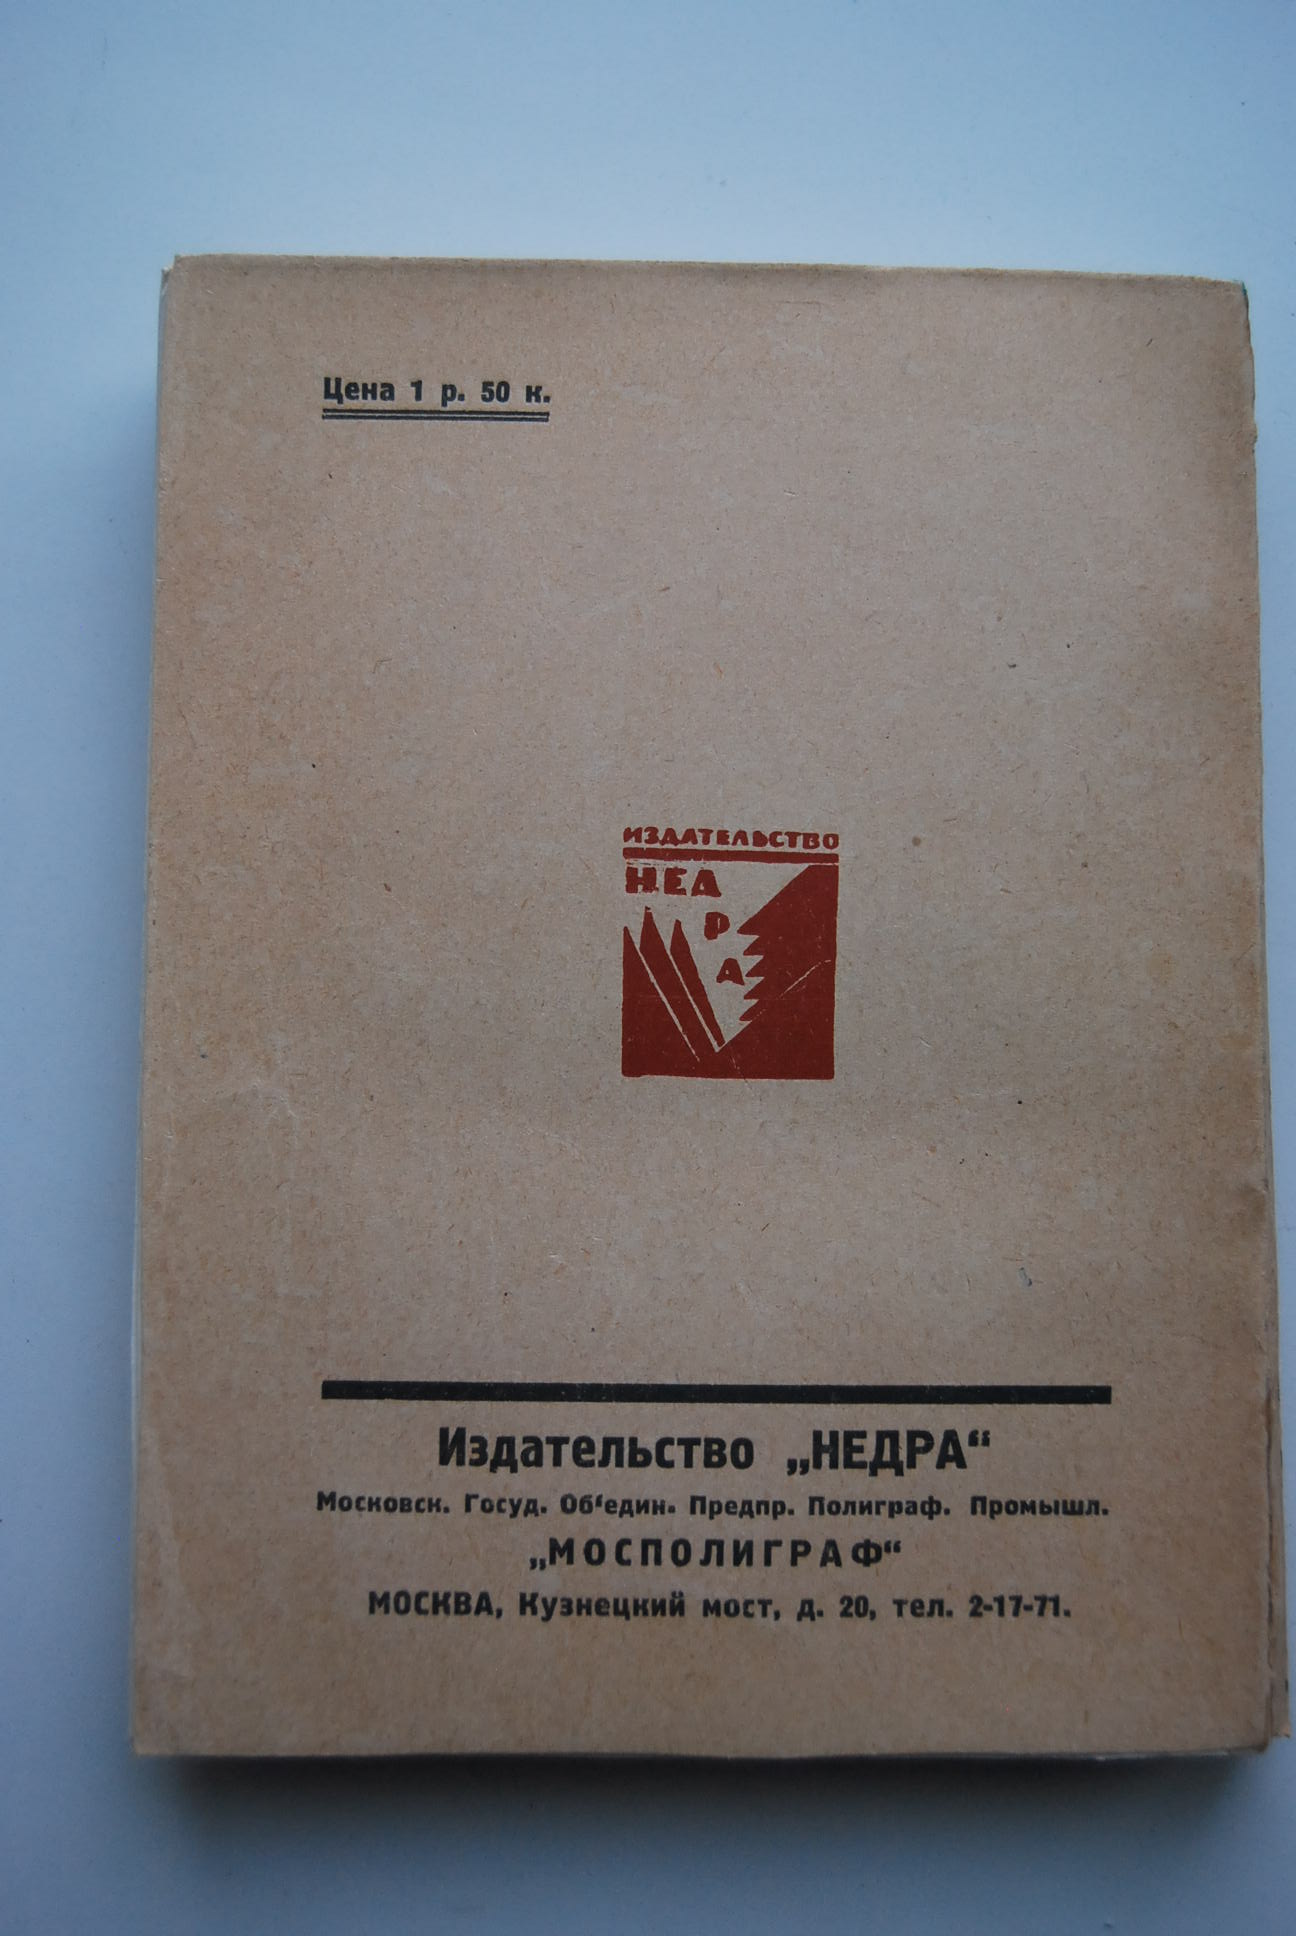 Цена 1 р. 50 к.
ИЗДАТЕЛЬСТВО
НЕД
Р
А
Издательство „НЕДРА“
Московск. Госуд. Об‘един. Предпр. Полиграф. Промышл.
„МОСПОЛИГРАФ“
МОСКВА, Кузнецкий мост, д. 20, тел. 2-17-71.